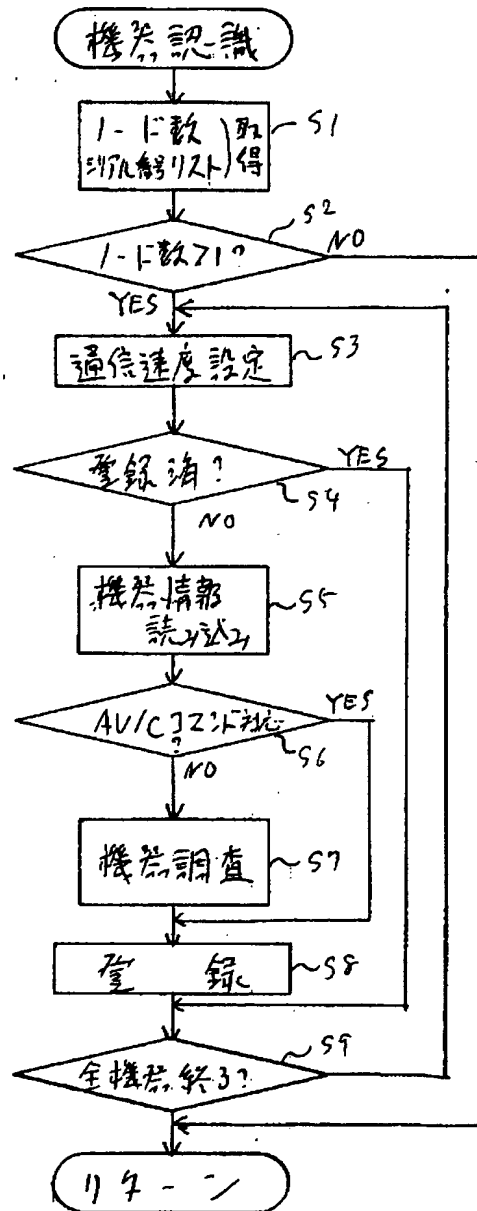 機器認識
ノード数
シリアル番号リスト) 取得
S1
ノード数>1?
S2
NO
YES
通信速度設定
S3
登録済?
YES
S4
NO
機器情報
読み込み
S5
AV/Cコマンド対応
?
YES
S6
NO
機器調査
S7
登 録
S8
全機器終了?
S9
リターン